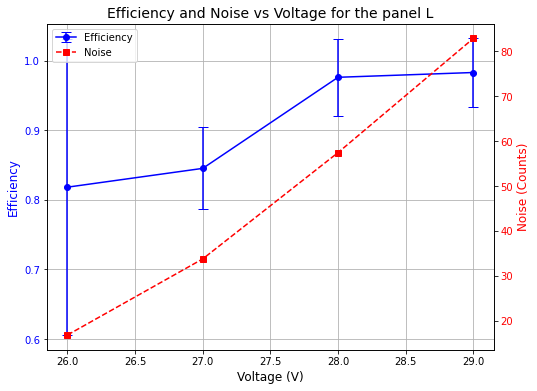 Efficiency and Noise vs Voltage for the panel L
Efficiency
Noise
1.0
0.9
0.8
0.7
0.6
Efficiency
80
70
60
50
40
30
20
Noise (Counts)
26.0 26.5 27.0 27.5 28.0 28.5 29.0
Voltage (V)